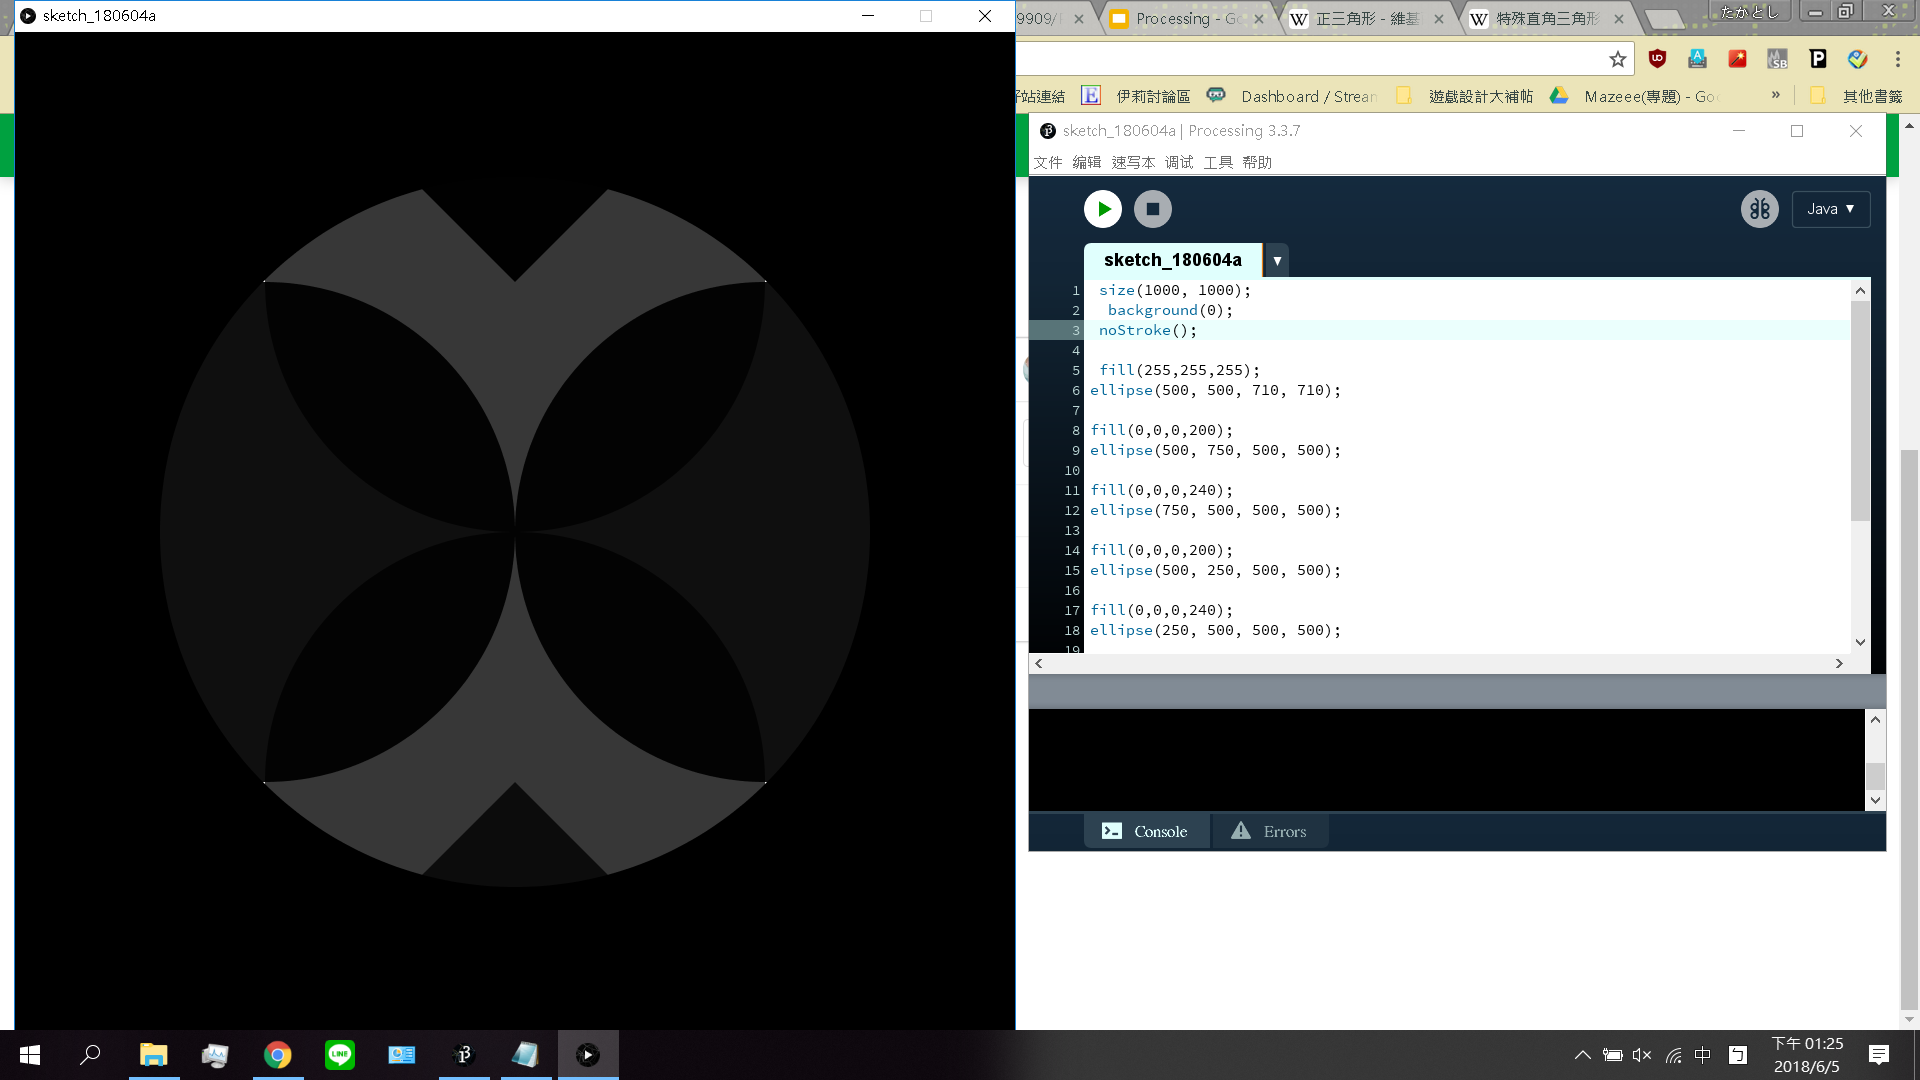 sketch_180604a
9909/
Processing - Go
正三角形 - 維基
特殊直角三角形
たかとし
子站連結
伊莉討論區
Dashboard / Strean
遊戲設計大補帖
Mazeee(專題) - Goo
»
其他書籤
sketch_180604a | Processing 3.3.7
文件 编辑 速写本 调试 工具 帮助
Java ▼
sketch_180604a ▼
1 size(1000, 1000);
2 background(0);
3 noStroke();
4
5 fill(255,255,255);
6 ellipse(500, 500, 710, 710);
7
8 fill(0,0,0,200);
9 ellipse(500, 750, 500, 500);
10
11 fill(0,0,0,240);
12 ellipse(750, 500, 500, 500);
13
14 fill(0,0,0,200);
15 ellipse(500, 250, 500, 500);
16
17 fill(0,0,0,240);
18 ellipse(250, 500, 500, 500);
19
Console
Errors
LINE
中
下午 01:25
2018/6/5